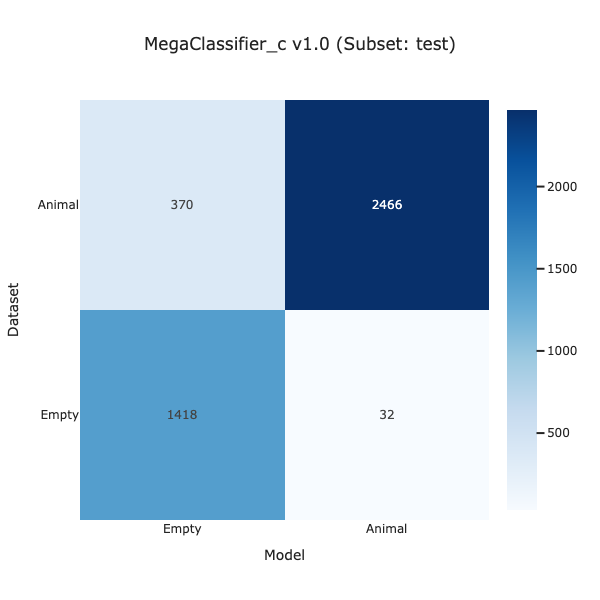 MegaClassifier_c v1.0 (Subset: test)
Dataset
Animal
370
2466
Empty
1418
32
Empty
Animal
Model
2000
1500
1000
500